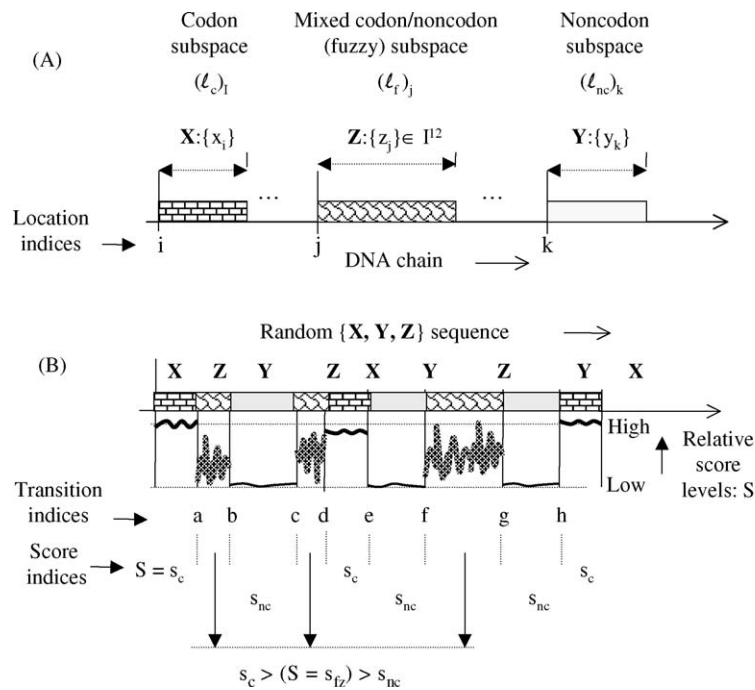 (A)
Codon subspace
Mixed codon/noncodon (fuzzy) subspace
Noncodon subspace
(ℓc)I
(ℓf)j
(ℓnc)k
X:{xi}
Z:{zj}∈ I12
Y:{yk}
... ...
Location indices
i j k
DNA chain
(B)
Random {X, Y, Z} sequence
X Z Y Z X Y Z Y X
High
Low
Relative score levels: S
Transition indices
a b c d e f g h
Score indices
S = sc sc sc
snc snc snc
sc > (S = sfz) > snc